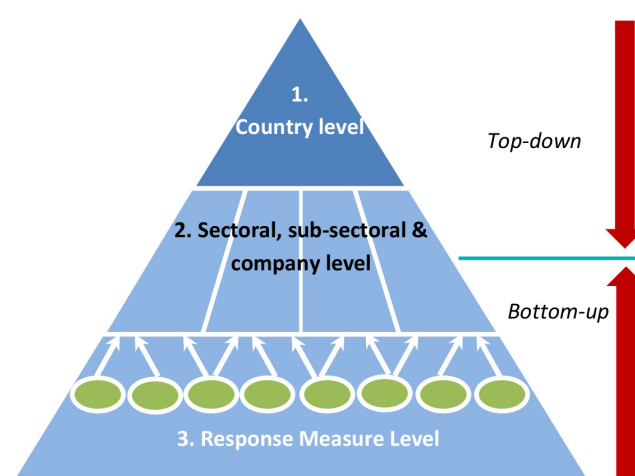 1.
Country level
Top-down
2. Sectoral, sub-sectoral &
company level
Bottom-up
3. Response Measure Level